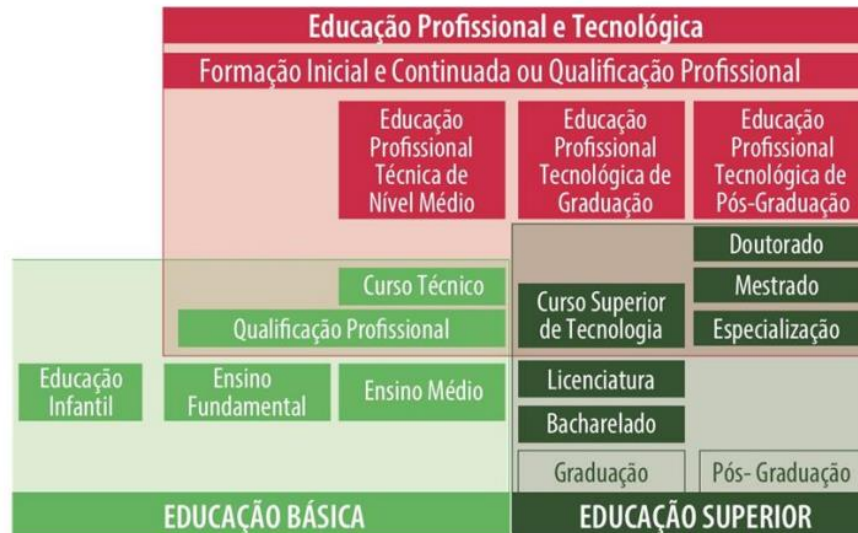 Educação Profissional e Tecnológica
Formação Inicial e Continuada ou Qualificação Profissional
Educação
Profissional
Técnica de
Nível Médio
Educação
Profissional
Tecnológica de
Graduação
Educação
Profissional
Tecnológica de
Pós-Graduação
Doutorado
Curso Técnico
Curso Superior
de Tecnologia
Mestrado
Qualificação Profissional
Especialização
Educação
Infantil
Ensino
Fundamental
Ensino Médio
Licenciatura
Bacharelado
Graduação
Pós- Graduação
EDUCAÇÃO BÁSICA
EDUCAÇÃO SUPERIOR